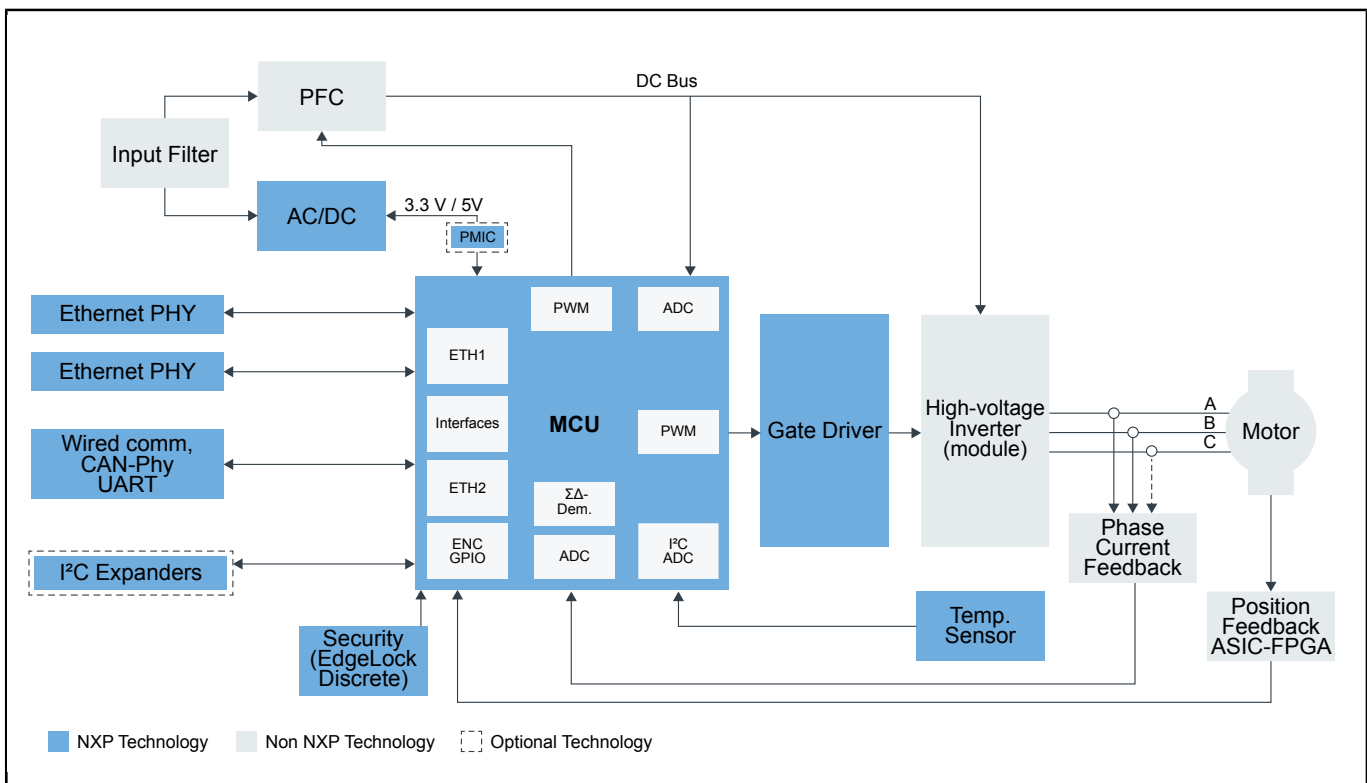 DC Bus
PFC
Input Filter
AC/DC
3.3 V / 5V
PMIC
Ethernet PHY
Ethernet PHY
Wired comm,
CAN-Phy
UART
I²C Expanders
Security
(EdgeLock
Discrete)
PWM
ADC
ETH1
Interfaces
MCU
PWM
ETH2
ΣΔ-
Dem.
ENC
GPIO
ADC
I²C
ADC
Gate Driver
High-voltage
Inverter
(module)
A
B
C
Motor
Phase
Current
Feedback
Temp.
Sensor
Position
Feedback
ASIC-FPGA
NXP Technology
Non NXP Technology
Optional Technology